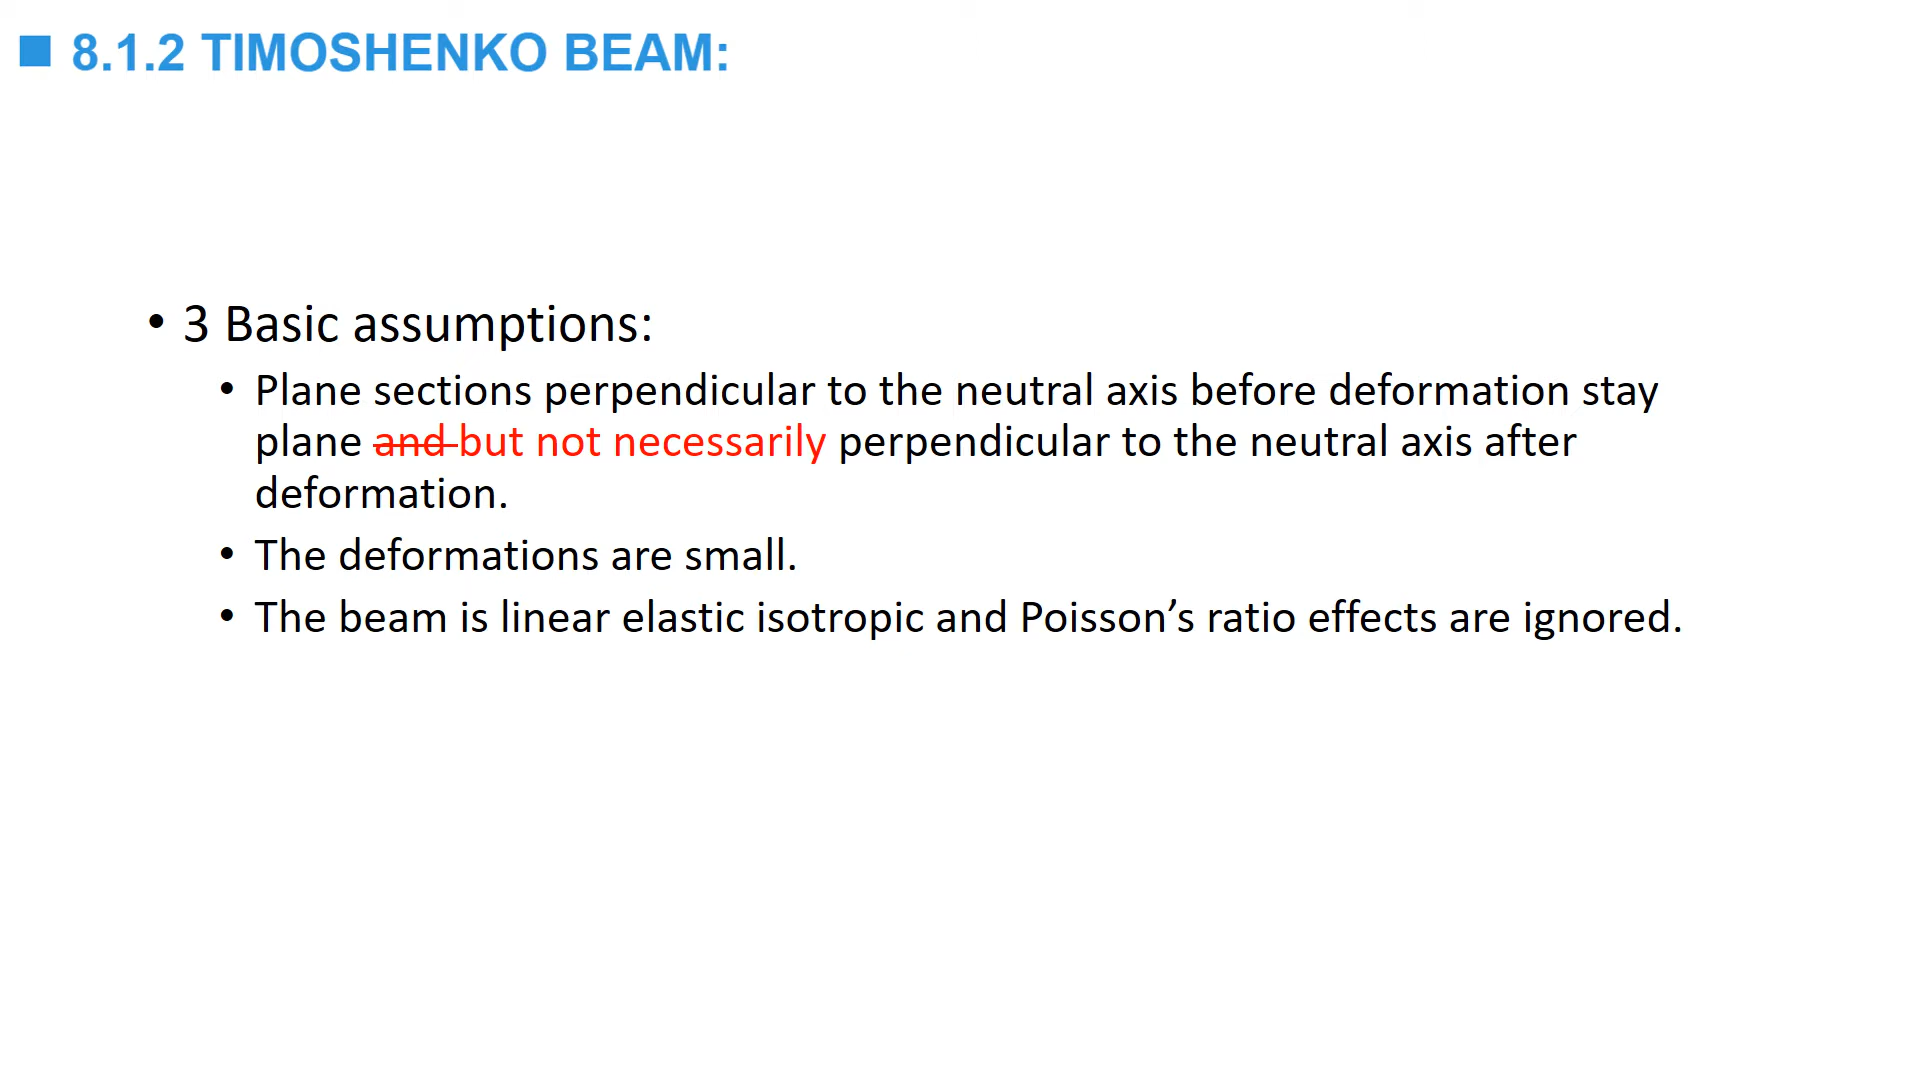 8.1.2 TIMOSHENKO BEAM:
• 3 Basic assumptions:
• Plane sections perpendicular to the neutral axis before deformation stay
plane and but not necessarily perpendicular to the neutral axis after
deformation.
• The deformations are small.
• The beam is linear elastic isotropic and Poisson’s ratio effects are ignored.